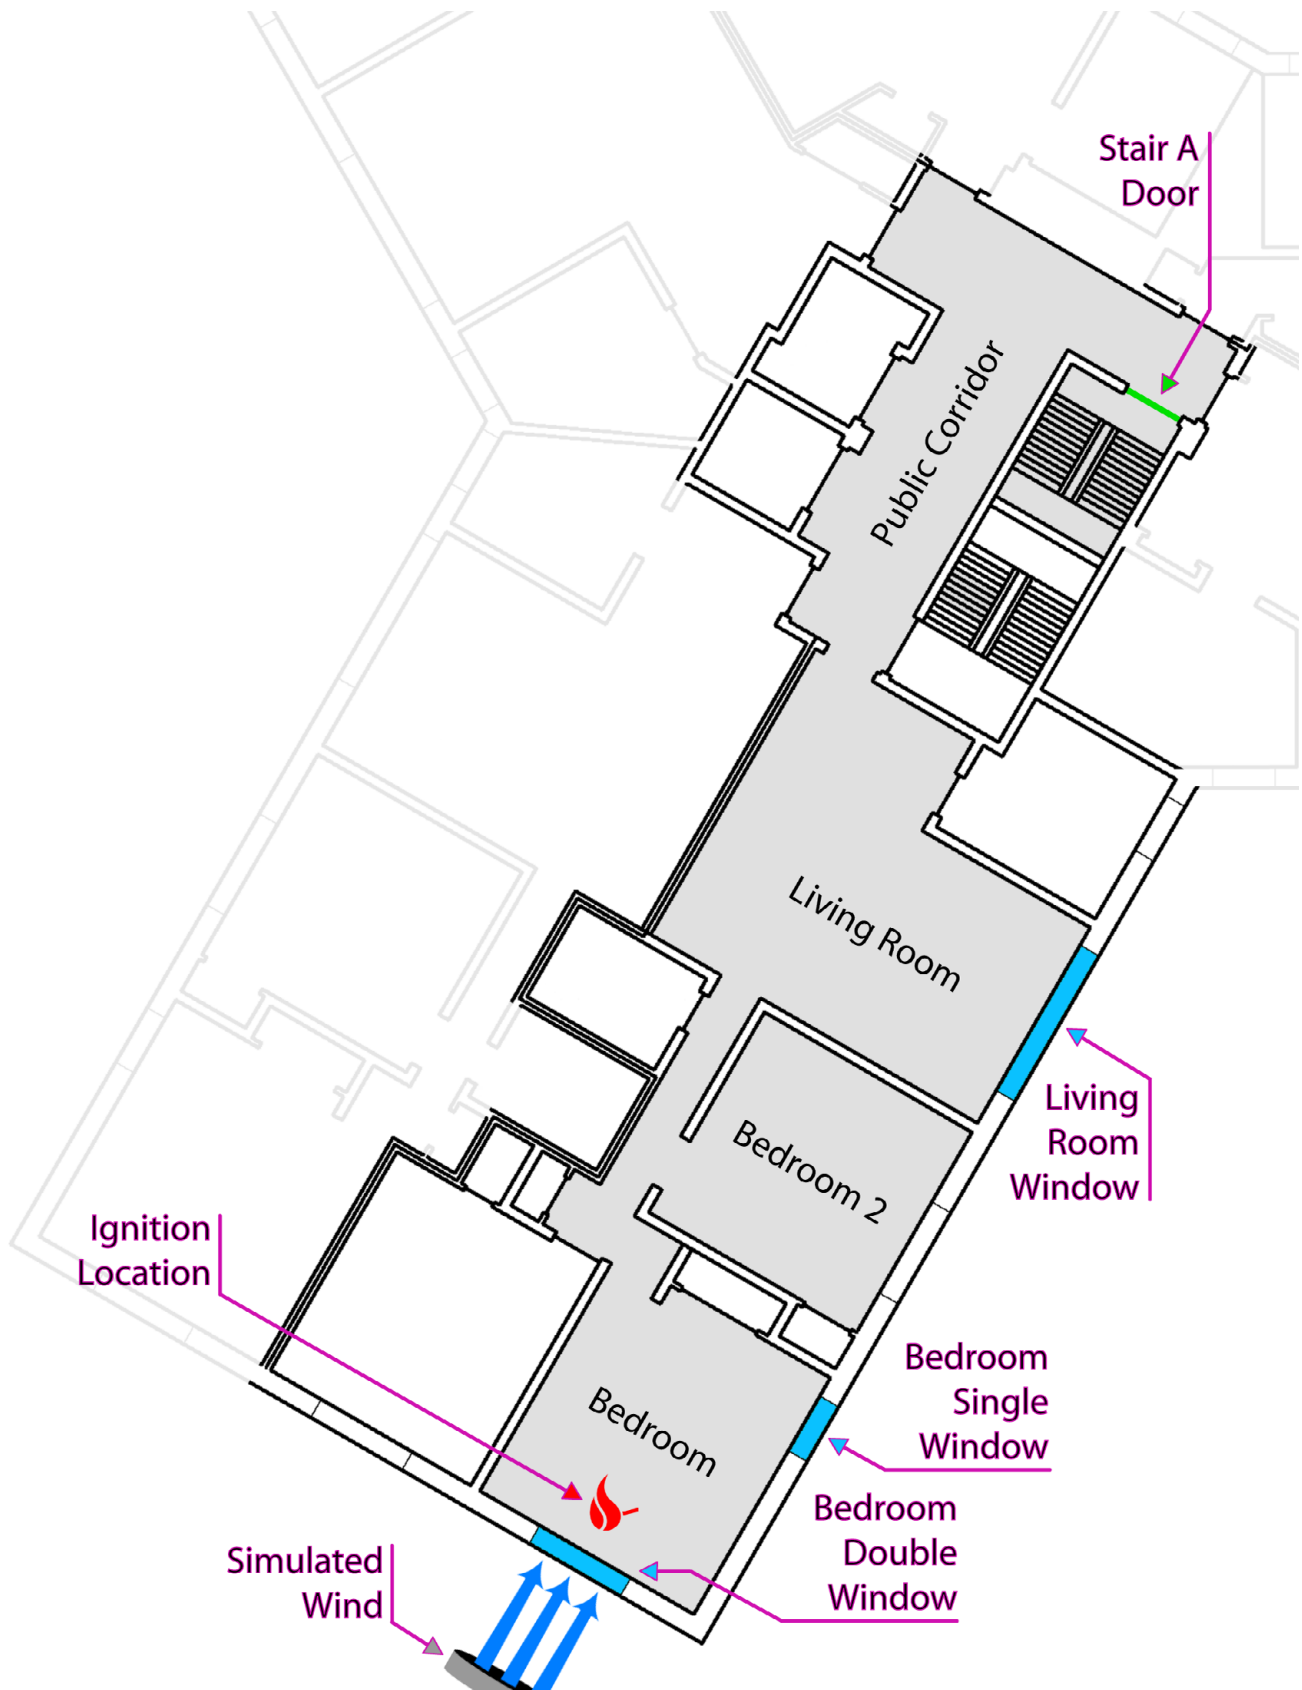 Stair A
Door
Public Corridor
Living Room
Living
Room
Window
Bedroom 2
Ignition
Location
Bedroom
Single
Window
Bedroom
Bedroom
Double
Window
Simulated
Wind